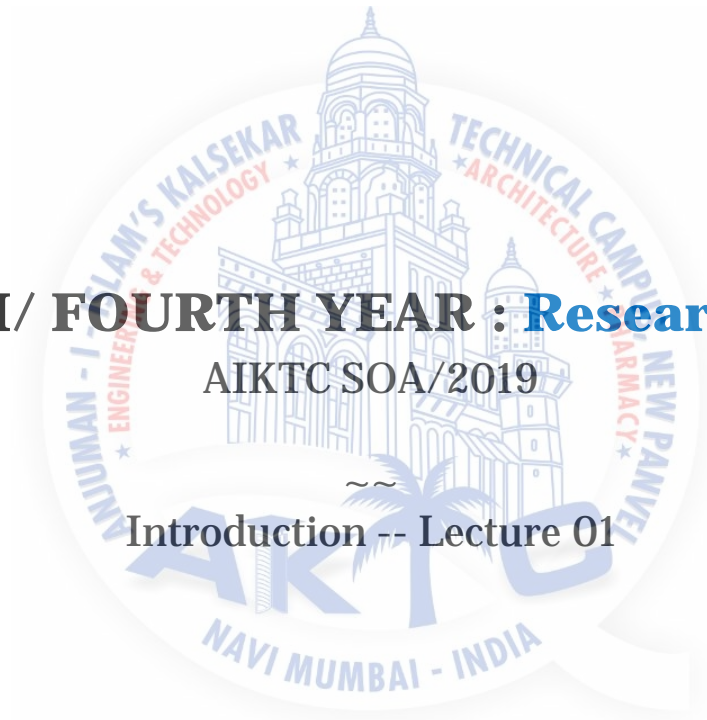 I/ FOURTH YEAR : Resear
AIKTC SOA/2019
~~
Introduction -- Lecture 01
ANJUMAN - I - ISLAM'S KALSEKAR TECHNICAL CAMPUS, NEW PANVEL
★ ENGINEERING & TECHNOLOGY ★ ★ ARCHITECTURE ★ PHARMACY ★
AIKTC
NAVI MUMBAI - INDIA